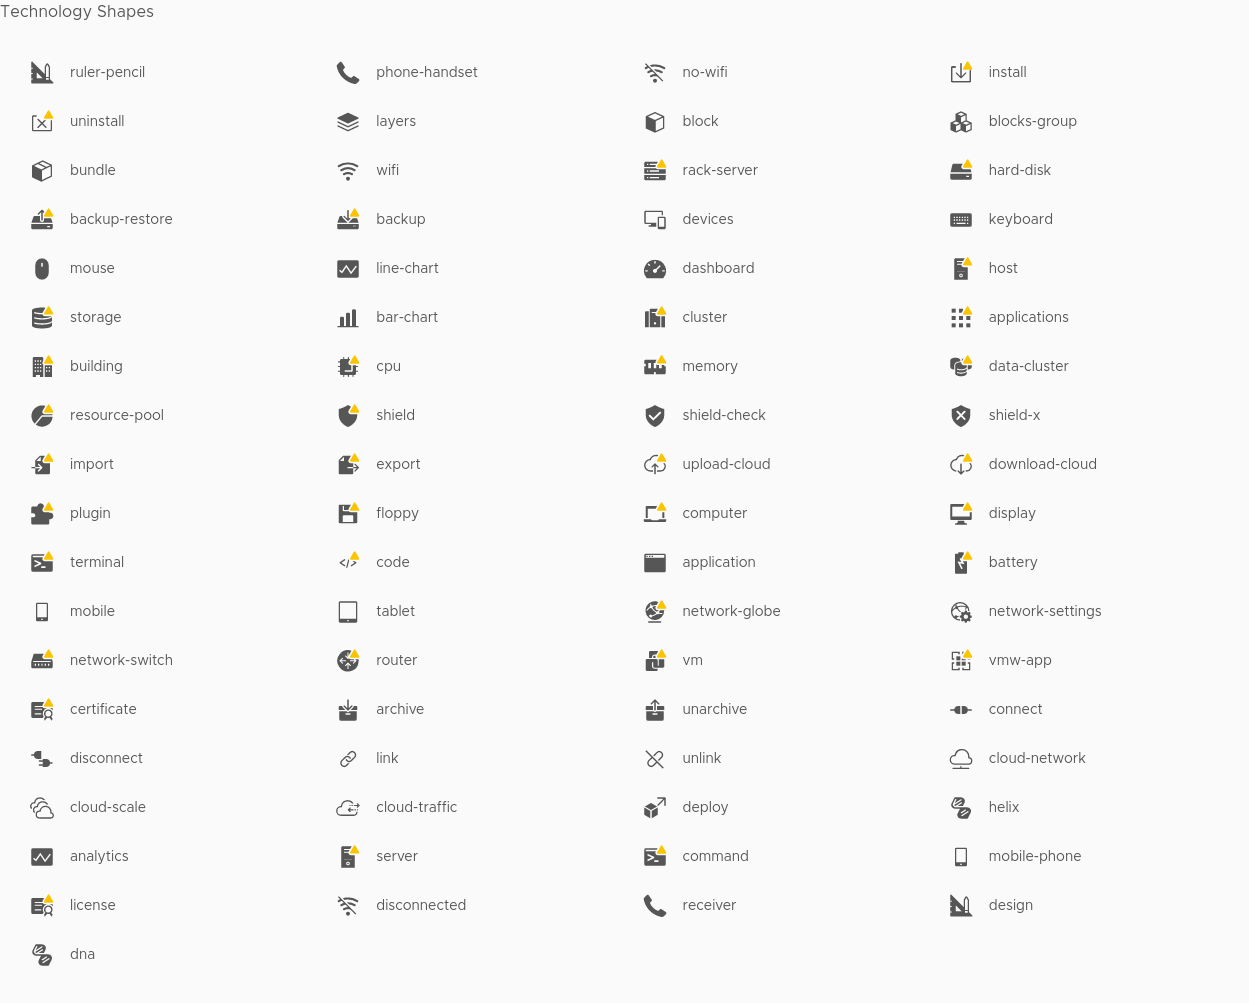 Technology Shapes
ruler-pencil phone-handset no-wifi install
uninstall layers block blocks-group
bundle wifi rack-server hard-disk
backup-restore backup devices keyboard
mouse line-chart dashboard host
storage bar-chart cluster applications
building cpu memory data-cluster
resource-pool shield shield-check shield-x
import export upload-cloud download-cloud
plugin floppy computer display
terminal code application battery
mobile tablet network-globe network-settings
network-switch router vm vmw-app
certificate archive unarchive connect
disconnect link unlink cloud-network
cloud-scale cloud-traffic deploy helix
analytics server command mobile-phone
license disconnected receiver design
dna